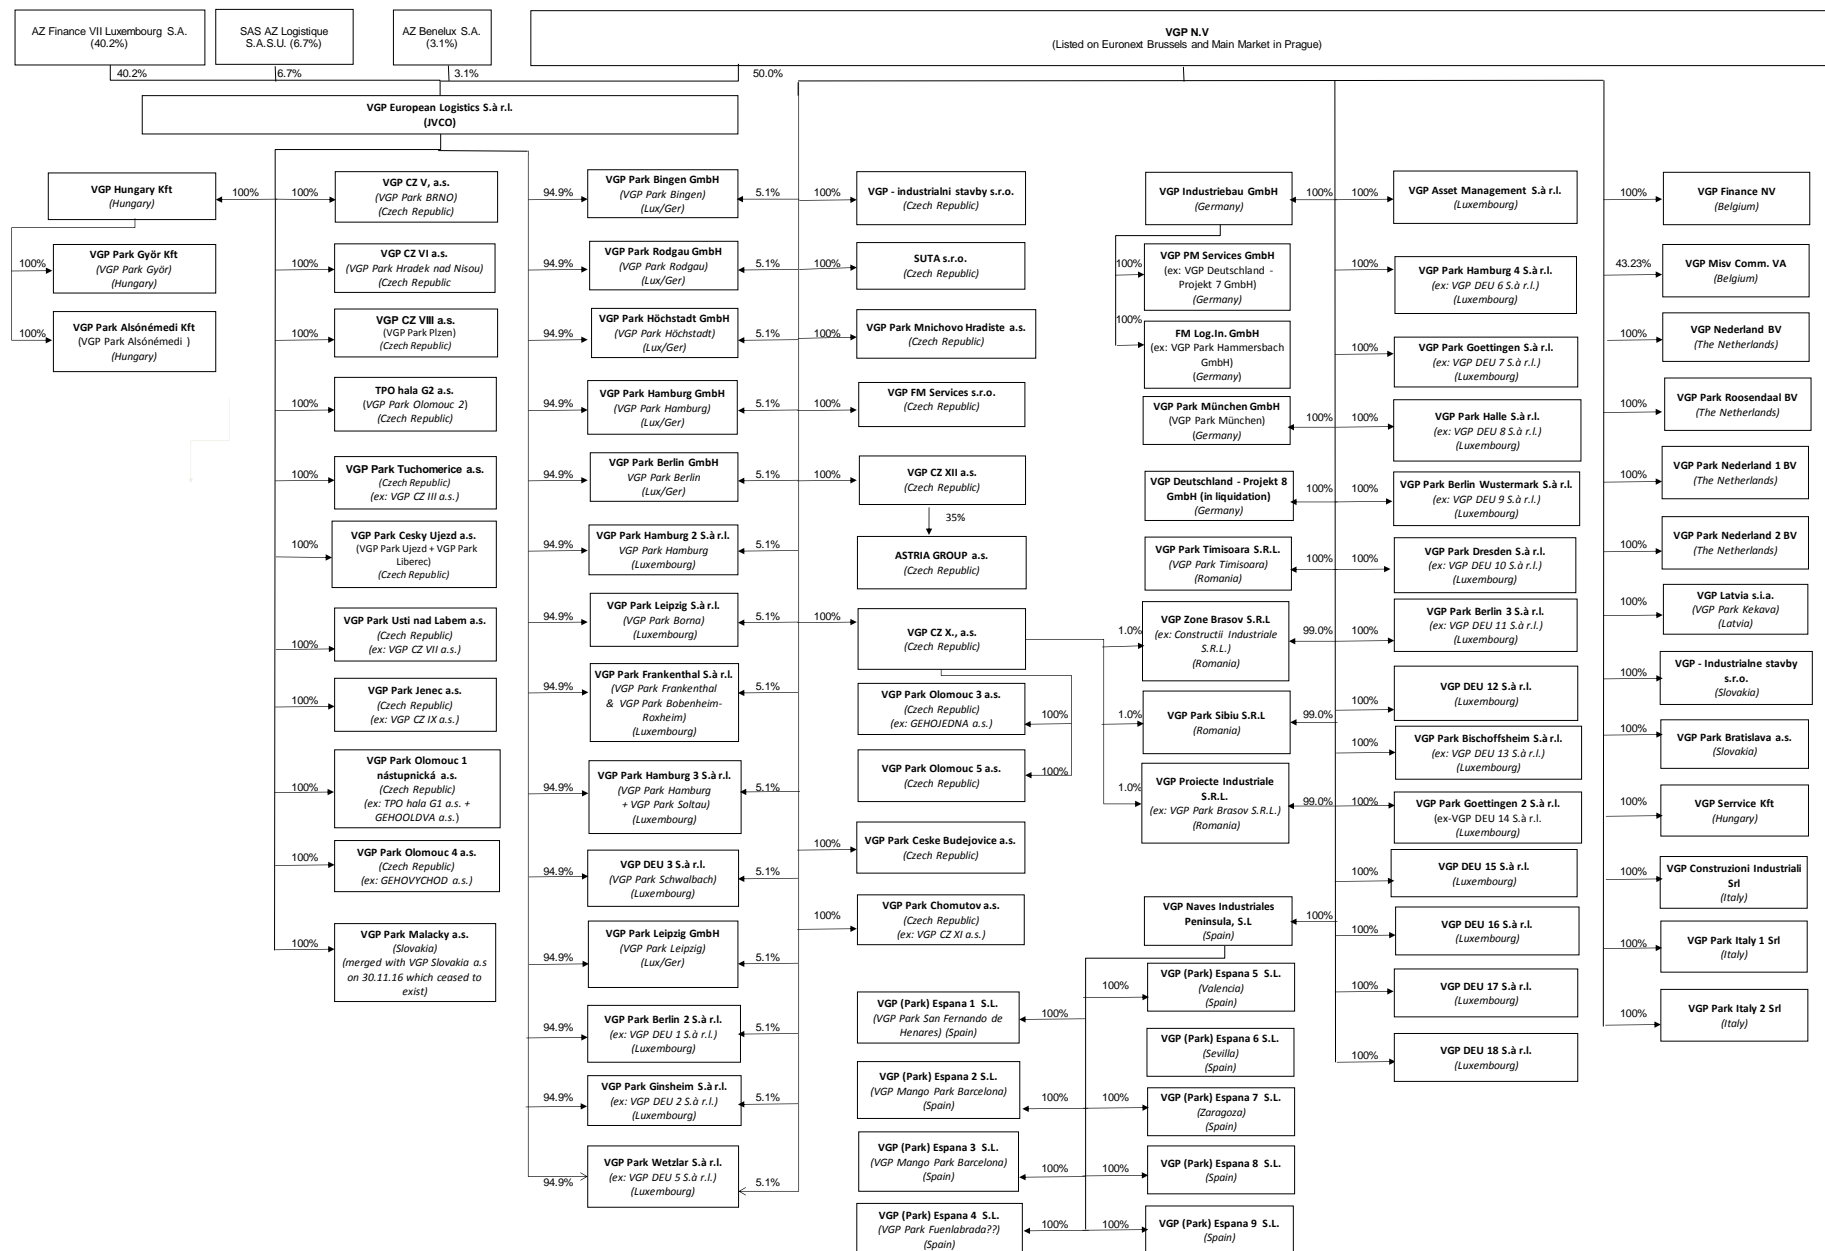 AZ Finance VII Luxembourg S.A.
(40.2%)
SAS AZ Logistique
S.A.S.U. (6.7%)
AZ Benelux S.A.
(3.1%)
VGP N.V
(Listed on Euronext Brussels and Main Market in Prague)
40.2%
6.7%
3.1%
50.0%
VGP European Logistics S.à r.l.
(JVCO)
VGP Hungary Kft
(Hungary)
100%
100%
VGP Park Györ Kft
(VGP Park Györ)
(Hungary)
100%
VGP Park Alsónémedi Kft
(VGP Park Alsónémedi )
(Hungary)
100%
VGP CZ V, a.s.
(VGP Park BRNO)
(Czech Republic)
100%
VGP CZ VI a.s.
(VGP Park Hradek nad Nisou)
(Czech Republic
100%
VGP CZ VIII a.s.
(VGP Park Plzen)
(Czech Republic)
100%
TPO hala G2 a.s.
(VGP Park Olomouc 2)
(Czech Republic)
100%
VGP Park Tuchomerice a.s.
(Czech Republic)
(ex: VGP CZ III a.s.)
100%
VGP Park Cesky Ujezd a.s.
(VGP Park Ujezd + VGP Park
Liberec)
(Czech Republic)
100%
VGP Park Usti nad Labem a.s.
(Czech Republic)
(ex: VGP CZ VII a.s.)
100%
VGP Park Jenec a.s.
(Czech Republic)
(ex: VGP CZ IX a.s.)
100%
VGP Park Olomouc 1
nástupnická a.s.
(Czech Republic)
(ex: TPO hala G1 a.s. +
GEHOOLDVA a.s.)
100%
VGP Park Olomouc 4 a.s.
(Czech Republic)
(ex: GEHOVYCHOD a.s.)
100%
VGP Park Malacky a.s.
(Slovakia)
(merged with VGP Slovakia a.s
on 30.11.16 which ceased to
exist)
94.9%
VGP Park Bingen GmbH
(VGP Park Bingen)
(Lux/Ger)
5.1%
94.9%
VGP Park Rodgau GmbH
(VGP Park Rodgau)
(Lux/Ger)
5.1%
94.9%
VGP Park Höchstadt GmbH
(VGP Park Höchstadt)
(Lux/Ger)
5.1%
94.9%
VGP Park Hamburg GmbH
(VGP Park Hamburg)
(Lux/Ger)
5.1%
94.9%
VGP Park Berlin GmbH
VGP Park Berlin
(Lux/Ger)
5.1%
94.9%
VGP Park Hamburg 2 S.à r.l.
VGP Park Hamburg
(Luxembourg)
5.1%
94.9%
VGP Park Leipzig S.à r.l.
(VGP Park Borna)
(Luxembourg)
5.1%
94.9%
VGP Park Frankenthal S.à r.l.
(VGP Park Frankenthal
& VGP Park Bobenheim-
Roxheim)
(Luxembourg)
5.1%
94.9%
VGP Park Hamburg 3 S.à r.l.
(VGP Park Hamburg
+ VGP Park Soltau)
(Luxembourg)
5.1%
94.9%
VGP DEU 3 S.à r.l.
(VGP Park Schwalbach)
(Luxembourg)
5.1%
94.9%
VGP Park Leipzig GmbH
(VGP Park Leipzig)
(Lux/Ger)
5.1%
94.9%
VGP Park Berlin 2 S.à r.l.
(ex: VGP DEU 1 S.à r.l.)
(Luxembourg)
5.1%
94.9%
VGP Park Ginsheim S.à r.l.
(ex: VGP DEU 2 S.à r.l.)
(Luxembourg)
5.1%
94.9%
VGP Park Wetzlar S.à r.l.
(ex: VGP DEU 5 S.à r.l.)
(Luxembourg)
5.1%
100%
VGP - industrialni stavby s.r.o.
(Czech Republic)
100%
SUTA s.r.o.
(Czech Republic)
100%
VGP Park Mnichovo Hradiste a.s.
(Czech Republic)
100%
VGP FM Services s.r.o.
(Czech Republic)
100%
VGP CZ XII a.s.
(Czech Republic)
35%
ASTRIA GROUP a.s.
(Czech Republic)
100%
VGP CZ X., a.s.
(Czech Republic)
VGP Park Olomouc 3 a.s.
(Czech Republic)
(ex: GEHOJEDNA a.s.)
100%
VGP Park Olomouc 5 a.s.
(Czech Republic)
100%
100%
VGP Park Ceske Budejovice a.s.
(Czech Republic)
100%
VGP Park Chomutov a.s.
(Czech Republic)
(ex: VGP CZ XI a.s.)
VGP (Park) Espana 1 S.L.
(VGP Park San Fernando de
Henares) (Spain)
100%
VGP (Park) Espana 2 S.L.
(VGP Mango Park Barcelona)
(Spain)
100%
VGP (Park) Espana 3 S.L.
(VGP Mango Park Barcelona)
(Spain)
100%
VGP (Park) Espana 4 S.L.
(VGP Park Fuenlabrada??)
(Spain)
100%
VGP Industriebau GmbH
(Germany)
100%
100%
VGP PM Services GmbH
(ex: VGP Deutschland -
Projekt 7 GmbH)
(Germany)
100%
FM Log.In. GmbH
(ex: VGP Park Hammersbach
GmbH)
(Germany)
VGP Park München GmbH
(VGP Park München)
(Germany)
100%
VGP Deutschland - Projekt 8
GmbH (in liquidation)
(Germany)
100%
VGP Park Timisoara S.R.L.
(VGP Park Timisoara)
(Romania)
100%
1.0%
VGP Zone Brasov S.R.L
(ex: Constructii Industriale
S.R.L.)
(Romania)
99.0%
1.0%
VGP Park Sibiu S.R.L
(Romania)
99.0%
1.0%
VGP Proiecte Industriale
S.R.L.
(ex: VGP Park Brasov S.R.L.)
(Romania)
99.0%
VGP Naves Industriales
Peninsula, S.L
(Spain)
100%
100%
VGP (Park) Espana 5 S.L.
(Valencia)
(Spain)
VGP (Park) Espana 6 S.L.
(Sevilla)
(Spain)
100%
VGP (Park) Espana 7 S.L.
(Zaragoza)
(Spain)
100%
VGP (Park) Espana 8 S.L.
(Spain)
100%
VGP (Park) Espana 9 S.L.
(Spain)
100%
VGP Asset Management S.à r.l.
(Luxembourg)
100%
VGP Park Hamburg 4 S.à r.l.
(ex: VGP DEU 6 S.à r.l.)
(Luxembourg)
100%
VGP Park Goettingen S.à r.l.
(ex: VGP DEU 7 S.à r.l.)
(Luxembourg)
100%
VGP Park Halle S.à r.l.
(ex: VGP DEU 8 S.à r.l.)
(Luxembourg)
100%
VGP Park Berlin Wustermark S.à r.l.
(ex: VGP DEU 9 S.à r.l.)
(Luxembourg)
100%
VGP Park Dresden S.à r.l.
(ex: VGP DEU 10 S.à r.l.)
(Luxembourg)
100%
VGP Park Berlin 3 S.à r.l.
(ex: VGP DEU 11 S.à r.l.)
(Luxembourg)
100%
VGP DEU 12 S.à r.l.
(Luxembourg)
100%
VGP Park Bischoffsheim S.à r.l.
(ex: VGP DEU 13 S.à r.l.)
(Luxembourg)
100%
VGP Park Goettingen 2 S.à r.l.
(ex-VGP DEU 14 S.à r.l.
(Luxembourg)
100%
VGP DEU 15 S.à r.l.
(Luxembourg)
100%
VGP DEU 16 S.à r.l.
(Luxembourg)
100%
VGP DEU 17 S.à r.l.
(Luxembourg)
100%
VGP DEU 18 S.à r.l.
(Luxembourg)
100%
VGP Finance NV
(Belgium)
43.23%
VGP Misv Comm. VA
(Belgium)
100%
VGP Nederland BV
(The Netherlands)
100%
VGP Park Roosendaal BV
(The Netherlands)
100%
VGP Park Nederland 1 BV
(The Netherlands)
100%
VGP Park Nederland 2 BV
(The Netherlands)
100%
VGP Latvia s.i.a.
(VGP Park Kekava)
(Latvia)
100%
VGP - Industrialne stavby
s.r.o.
(Slovakia)
100%
VGP Park Bratislava a.s.
(Slovakia)
100%
VGP Serrvice Kft
(Hungary)
100%
VGP Construzioni Industriali
Srl
(Italy)
100%
VGP Park Italy 1 Srl
(Italy)
100%
VGP Park Italy 2 Srl
(Italy)